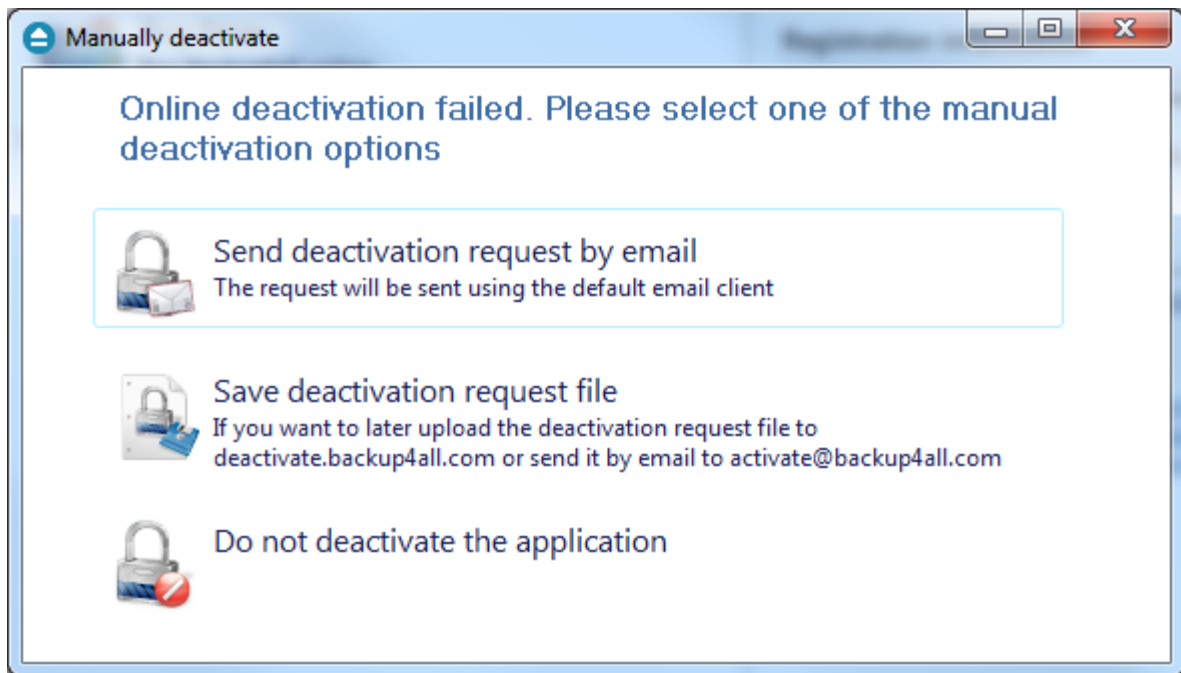 Manually deactivate
Online deactivation failed. Please select one of the manual
deactivation options
Send deactivation request by email
The request will be sent using the default email client
Save deactivation request file
If you want to later upload the deactivation request file to
deactivate.backup4all.com or send it by email to activate@backup4all.com
Do not deactivate the application